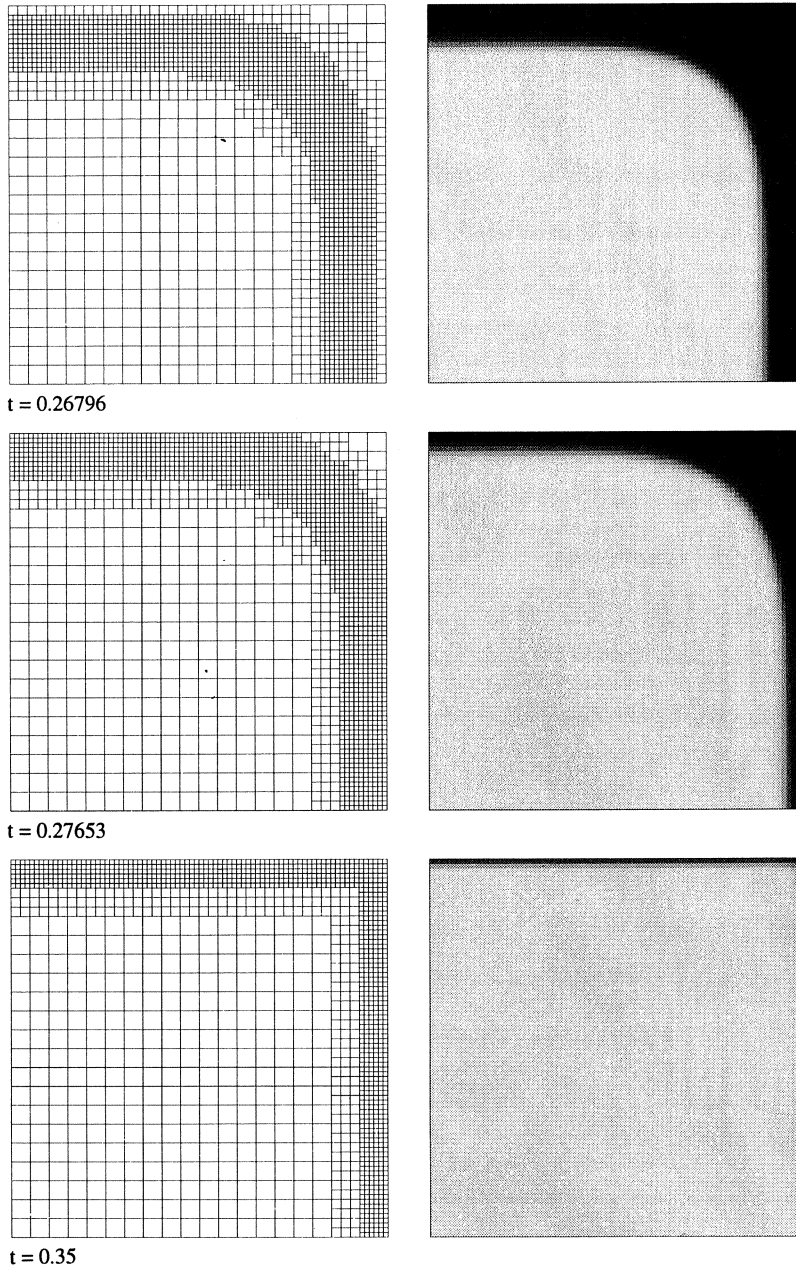 t = 0.26796
t = 0.27653
t = 0.35